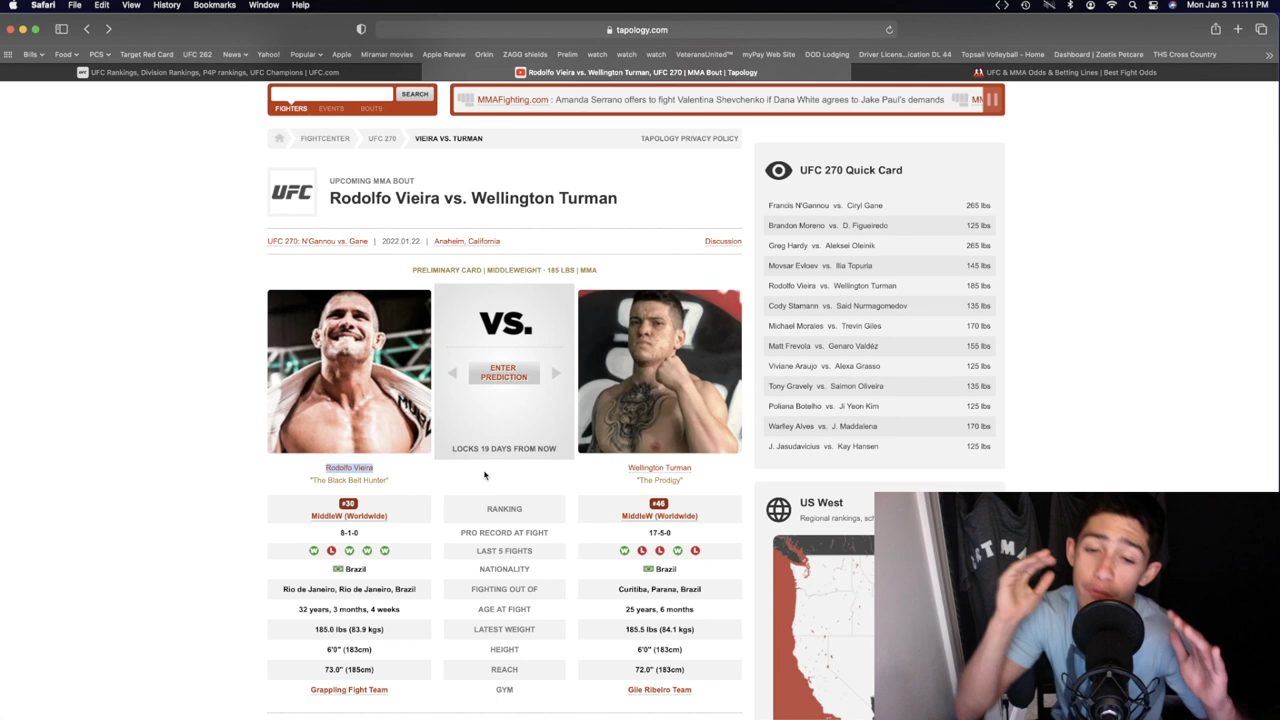 Safari File Edit View History Bookmarks Window Help Mon Jan 3 11:11 PM
tapology.com
Bills Food PCS Target Red Card UFC 262 News Yahoo! Popular Apple Miramar movies Apple Renew Orkin ZAGG shields Prelim watch watch watch VeteransUnited™ myPay Web Site DOD Lodging Driver Licens...ication DL 44 Topsail Volleyball - Home Dashboard | Zoetis Petcare THS Cross Country
UFC Rankings, Division Rankings, P4P rankings, UFC Champions | UFC.com Rodolfo Vieira vs. Wellington Turman, UFC 270 | MMA Bout | Tapology UFC & MMA Odds & Betting Lines | Best Fight Odds
SEARCH
FIGHTERS EVENTS BOUTS
MMAFighting.com : Amanda Serrano offers to fight Valentina Shevchenko if Dana White agrees to Jake Paul's demands
FIGHTCENTER UFC 270 VIEIRA VS. TURMAN TAPOLOGY PRIVACY POLICY
UFC
UPCOMING MMA BOUT
Rodolfo Vieira vs. Wellington Turman
UFC 270: N'Gannou vs. Gane | 2022.01.22 | Anaheim, California Discussion
PRELIMINARY CARD | MIDDLEWEIGHT · 185 LBS | MMA
VS.
ENTER
PREDICTION
LOCKS 19 DAYS FROM NOW
Rodolfo Vieira Wellington Turman
"The Black Belt Hunter" "The Prodigy"
#30 RANKING #46
MiddleW (Worldwide) MiddleW (Worldwide)
8-1-0 PRO RECORD AT FIGHT 17-5-0
W L W W W LAST 5 FIGHTS W L L W L
Brazil NATIONALITY Brazil
Rio de Janeiro, Rio de Janeiro, Brazil FIGHTING OUT OF Curitiba, Parana, Brazil
32 years, 3 months, 4 weeks AGE AT FIGHT 25 years, 6 months
185.0 lbs (83.9 kgs) LATEST WEIGHT 185.5 lbs (84.1 kgs)
6'0" (183cm) HEIGHT 6'0" (183cm)
73.0" (185cm) REACH 72.0" (183cm)
Grappling Fight Team GYM Gile Ribeiro Team
UFC 270 Quick Card
Francis N'Gannou vs. Ciryl Gane 265 lbs
Brandon Moreno vs. D. Figueiredo 125 lbs
Greg Hardy vs. Aleksei Oleinik 265 lbs
Movsar Evloev vs. Ilia Topuria 145 lbs
Rodolfo Vieira vs. Wellington Turman 185 lbs
Cody Stamann vs. Said Nurmagomedov 135 lbs
Michael Morales vs. Trevin Giles 170 lbs
Matt Frevola vs. Genaro Valdéz 155 lbs
Viviane Araujo vs. Alexa Grasso 125 lbs
Tony Gravely vs. Saimon Oliveira 135 lbs
Poliana Botelho vs. Ji Yeon Kim 125 lbs
Warlley Alves vs. J. Maddalena 170 lbs
J. Jasudavicius vs. Kay Hansen 125 lbs
US West
Regional rankings,